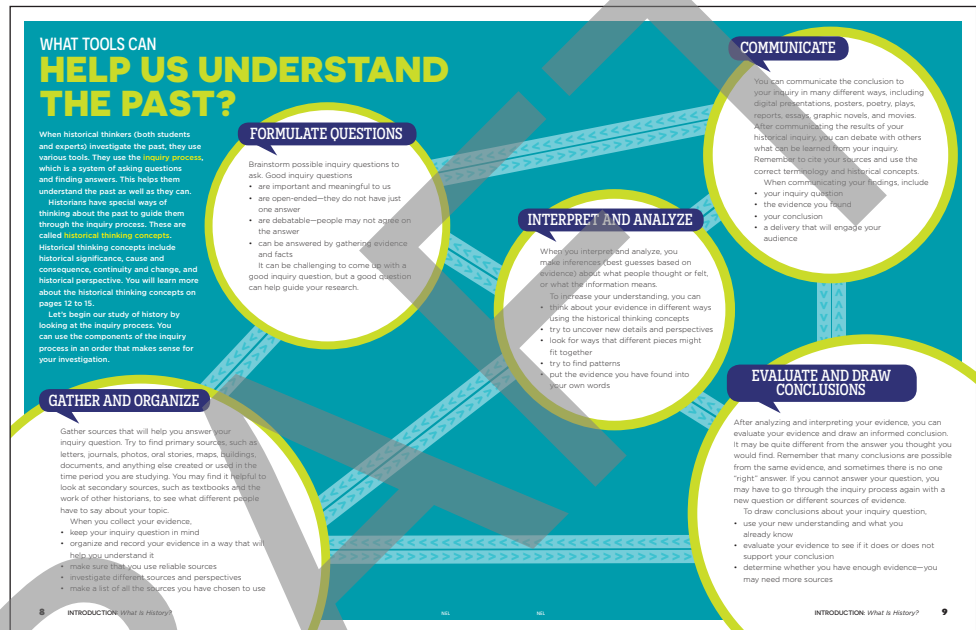 WHAT TOOLS CAN
HELP US UNDERSTAND
THE PAST?
When historical thinkers (both students
and experts) investigate the past, they use
various tools. They use the inquiry process,
which is a system of asking questions
and finding answers. This helps them
understand the past as well as they can.
Historians have special ways of
thinking about the past to guide them
through the inquiry process. These are
called historical thinking concepts.
Historical thinking concepts include
historical significance, cause and
consequence, continuity and change, and
historical perspective. You will learn more
about the historical thinking concepts on
pages 12 to 15.
Let's begin our study of history by
looking at the inquiry process. You
can use the components of the inquiry
process in an order that makes sense for
your investigation.
FORMULATE QUESTIONS
Brainstorm possible inquiry questions to
ask. Good inquiry questions
• are important and meaningful to us
• are open-ended—they do not have just
one answer
• are debatable—people may not agree on
the answer
• can be answered by gathering evidence
and facts
It can be challenging to come up with a
good inquiry question, but a good question
can help guide your research.
GATHER AND ORGANIZE
Gather sources that will help you answer your
inquiry question. Try to find primary sources, such as
letters, journals, photos, oral stories, maps, buildings,
documents, and anything else created or used in the
time period you are studying. You may find it helpful to
look at secondary sources, such as textbooks and the
work of other historians, to see what different people
have to say about your topic.
When you collect your evidence,
• keep your inquiry question in mind
• organize and record your evidence in a way that will
help you understand it
• make sure that you use reliable sources
• investigate different sources and perspectives
• make a list of all the sources you have chosen to use
INTERPRET AND ANALYZE
When you interpret and analyze, you
make inferences (best guesses based on
evidence) about what people thought or felt,
or what the information means.
To increase your understanding, you can
• think about your evidence in different ways
using the historical thinking concepts
• try to uncover new details and perspectives
• look for ways that different pieces might
fit together
• try to find patterns
• put the evidence you have found into
your own words
COMMUNICATE
You can communicate the conclusion to
your inquiry in many different ways, including
digital presentations, posters, poetry, plays,
reports, essays, graphic novels, and movies.
After communicating the results of your
historical inquiry, you can debate with others
what can be learned from your inquiry.
Remember to cite your sources and use the
correct terminology and historical concepts.
When communicating your findings, include
• your inquiry question
• the evidence you found
• your conclusion
• a delivery that will engage your
audience
EVALUATE AND DRAW
CONCLUSIONS
After analyzing and interpreting your evidence, you can
evaluate your evidence and draw an informed conclusion.
It may be quite different from the answer you thought you
would find. Remember that many conclusions are possible
from the same evidence, and sometimes there is no one
"right" answer. If you cannot answer your question, you
may have to go through the inquiry process again with a
new question or different sources of evidence.
To draw conclusions about your inquiry question,
• use your new understanding and what you
already know
• evaluate your evidence to see if it does or does not
support your conclusion
• determine whether you have enough evidence—you
may need more sources
8 INTRODUCTION: What Is History?
NEL
NEL
INTRODUCTION: What Is History? 9